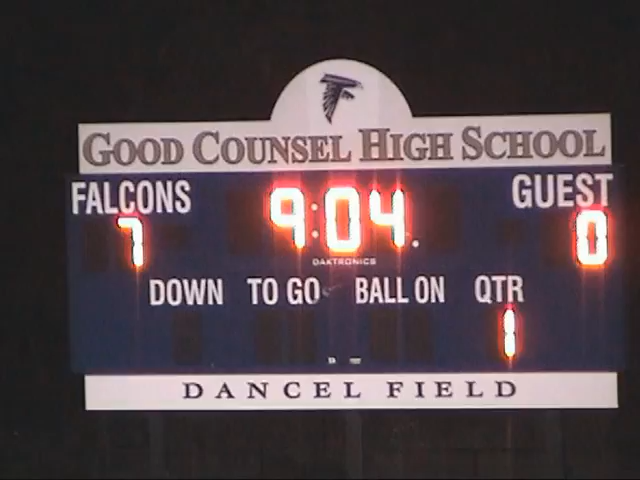 GOOD COUNSEL HIGH SCHOOL
FALCONS 9:04 GUEST
7 0
DAKTRONICS
DOWN TO GO BALL ON QTR
1
DANCEL FIELD